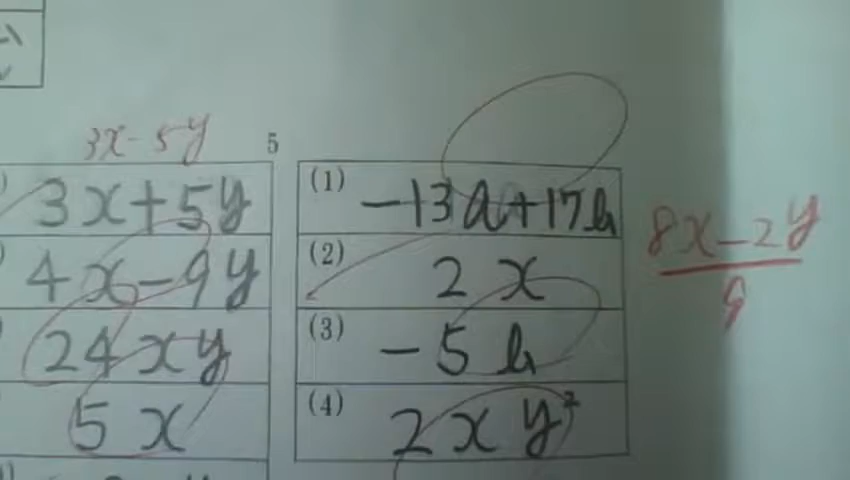 3x-5y
3x+5y
4x-9y
24xy
5x
5
(1) -13a+17b
(2) 2x
(3) -5b
(4) 2xy²
8x-2y
9